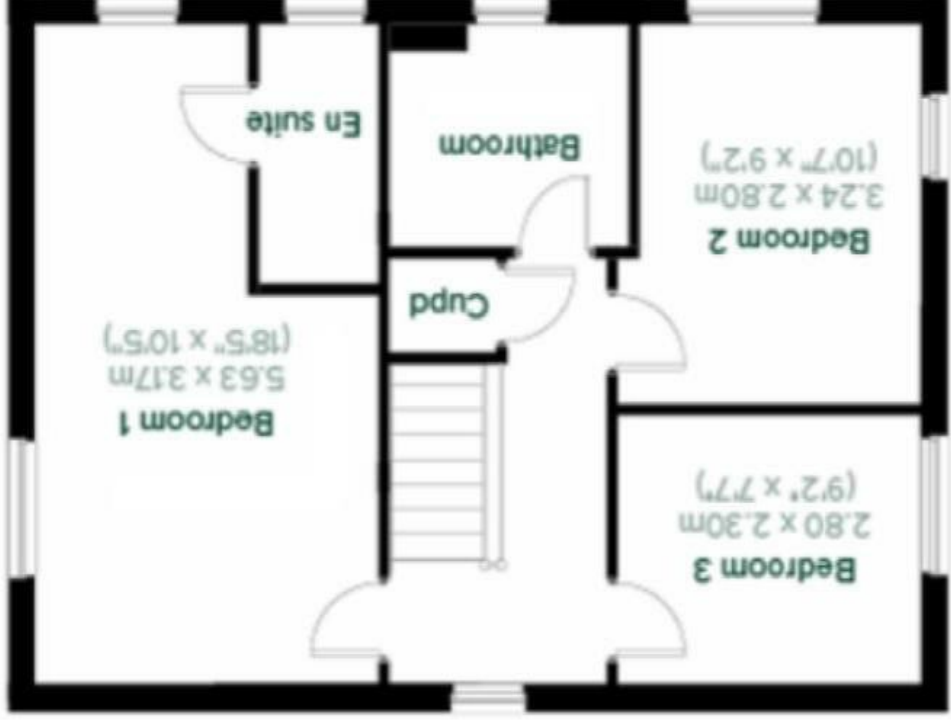 Bedroom 3
2.80 x 2.30m
(9'2" x 7'7")
Bedroom 1
5.63 x 3.17m
(18'5" x 10'5")
Cupd
Bedroom 2
3.24 x 2.80m
(10'7" x 9'2")
Bathroom
En suite